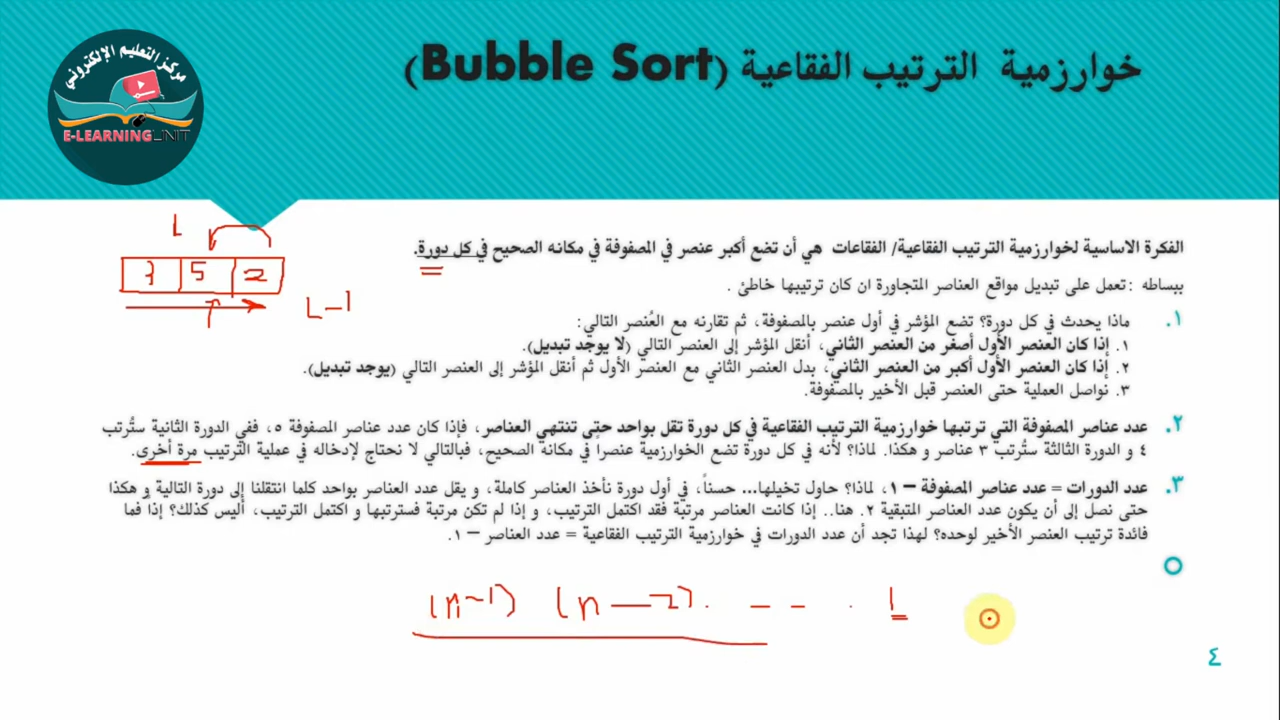 خوارزمية الترتيب الفقاعية (Bubble Sort)
مركز التعليم الإلكتروني
E-LEARNING UNIT
الفكرة الاساسية لخوارزمية الترتيب الفقاعية/ الفقاعات هي أن تضع أكبر عنصر في المصفوفة في مكانه الصحيح في كل دورة.
ببساطه : تعمل على تبديل مواقع العناصر المتجاورة ان كان ترتيبها خاطئ .
١. ماذا يحدث في كل دورة؟ تضع المؤشر في أول عنصر بالمصفوفة، ثم تقارنه مع العُنصر التالي:
١. إذا كان العنصر الأول أصغر من العنصر الثاني، أنقل المؤشر إلى العنصر التالي (لا يوجد تبديل).
٢. إذا كان العنصر الأول أكبر من العنصر الثاني، بدل العنصر الثاني مع العنصر الأول ثم أنقل المؤشر إلى العنصر التالي (يوجد تبديل).
٣. نواصل العملية حتى العنصر قبل الأخير بالمصفوفة.
٢. عدد عناصر المصفوفة التي ترتبها خوارزمية الترتيب الفقاعية في كل دورة تقل بواحد حتى تنتهي العناصر، فإذا كان عدد عناصر المصفوفة ٥، ففي الدورة الثانية ستُرتب
٤ و الدورة الثالثة ستُرتب ٣ عناصر و هكذا. لماذا؟ لأنه في كل دورة تضع الخوارزمية عنصراً في مكانه الصحيح، فبالتالي لا نحتاج لإدخاله في عملية الترتيب مرة أخرى.
٣. عدد الدورات = عدد عناصر المصفوفة – ١، لماذا؟ حاول تخيلها... حسناً، في أول دورة نأخذ العناصر كاملة، و يقل عدد العناصر بواحد كلما انتقلنا إلى دورة التالية و هكذا
حتى نصل إلى أن يكون عدد العناصر المتبقية ٢. هنا.. إذا كانت العناصر مرتبة فقد اكتمل الترتيب، و إذا لم تكن مرتبة فسترتبها و اكتمل الترتيب، أليس كذلك؟ إذا فما
فائدة ترتيب العنصر الأخير لوحده؟ لهذا تجد أن عدد الدورات في خوارزمية الترتيب الفقاعية = عدد العناصر – ١.
L
3 5 2
L-1
(n-1) (n-2). - - . 1
٤